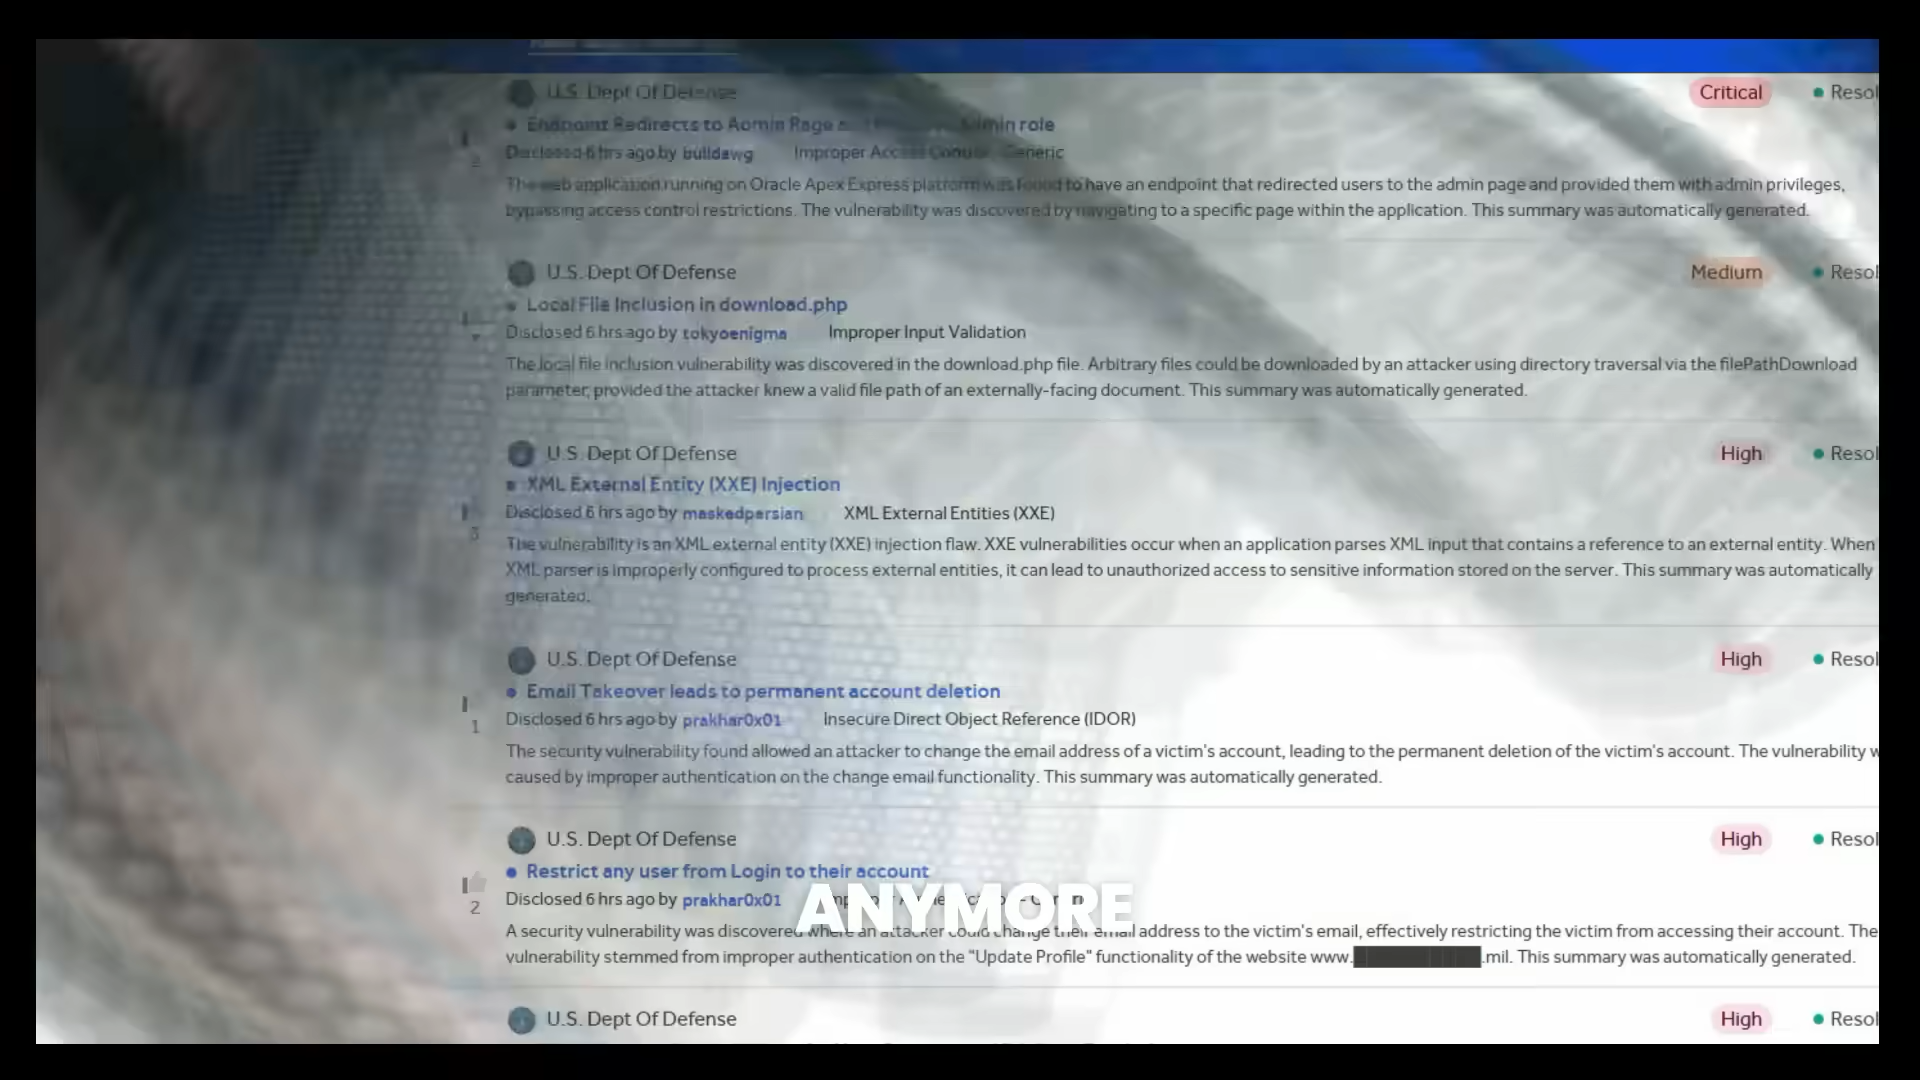 U.S. Dept Of Defense
Critical
Resol
Endpoint Redirects to Admin Page a min role
Disclosed 6 hrs ago by bulldawg Improper Access Control Generic
The web application running on Oracle Apex Express platform was found to have an endpoint that redirected users to the admin page and provided them with admin privileges,
bypassing access control restrictions. The vulnerability was discovered by navigating to a specific page within the application. This summary was automatically generated.
U.S. Dept Of Defense
Medium
Resol
Local File Inclusion in download.php
Disclosed 6 hrs ago by tokyoenigma Improper Input Validation
The local file inclusion vulnerability was discovered in the download.php file. Arbitrary files could be downloaded by an attacker using directory traversal via the filePathDownload
parameter, provided the attacker knew a valid file path of an externally-facing document. This summary was automatically generated.
U.S. Dept Of Defense
High
Resol
XML External Entity (XXE) Injection
Disclosed 6 hrs ago by maskedpersian XML External Entities (XXE)
3
The vulnerability is an XML external entity (XXE) injection flaw. XXE vulnerabilities occur when an application parses XML input that contains a reference to an external entity. When
XML parser is improperly configured to process external entities, it can lead to unauthorized access to sensitive information stored on the server. This summary was automatically
generated.
U.S. Dept Of Defense
High
Resol
Email Takeover leads to permanent account deletion
1
Disclosed 6 hrs ago by prakhar0x01 Insecure Direct Object Reference (IDOR)
The security vulnerability found allowed an attacker to change the email address of a victim's account, leading to the permanent deletion of the victim's account. The vulnerability w
caused by improper authentication on the change email functionality. This summary was automatically generated.
U.S. Dept Of Defense
High
Resol
Restrict any user from Login to their account
2
Disclosed 6 hrs ago by prakhar0x01
ANYMORE
A security vulnerability was discovered where an attacker could change their email address to the victim's email, effectively restricting the victim from accessing their account. The
vulnerability stemmed from improper authentication on the "Update Profile" functionality of the website www. .mil. This summary was automatically generated.
U.S. Dept Of Defense
High
Resol